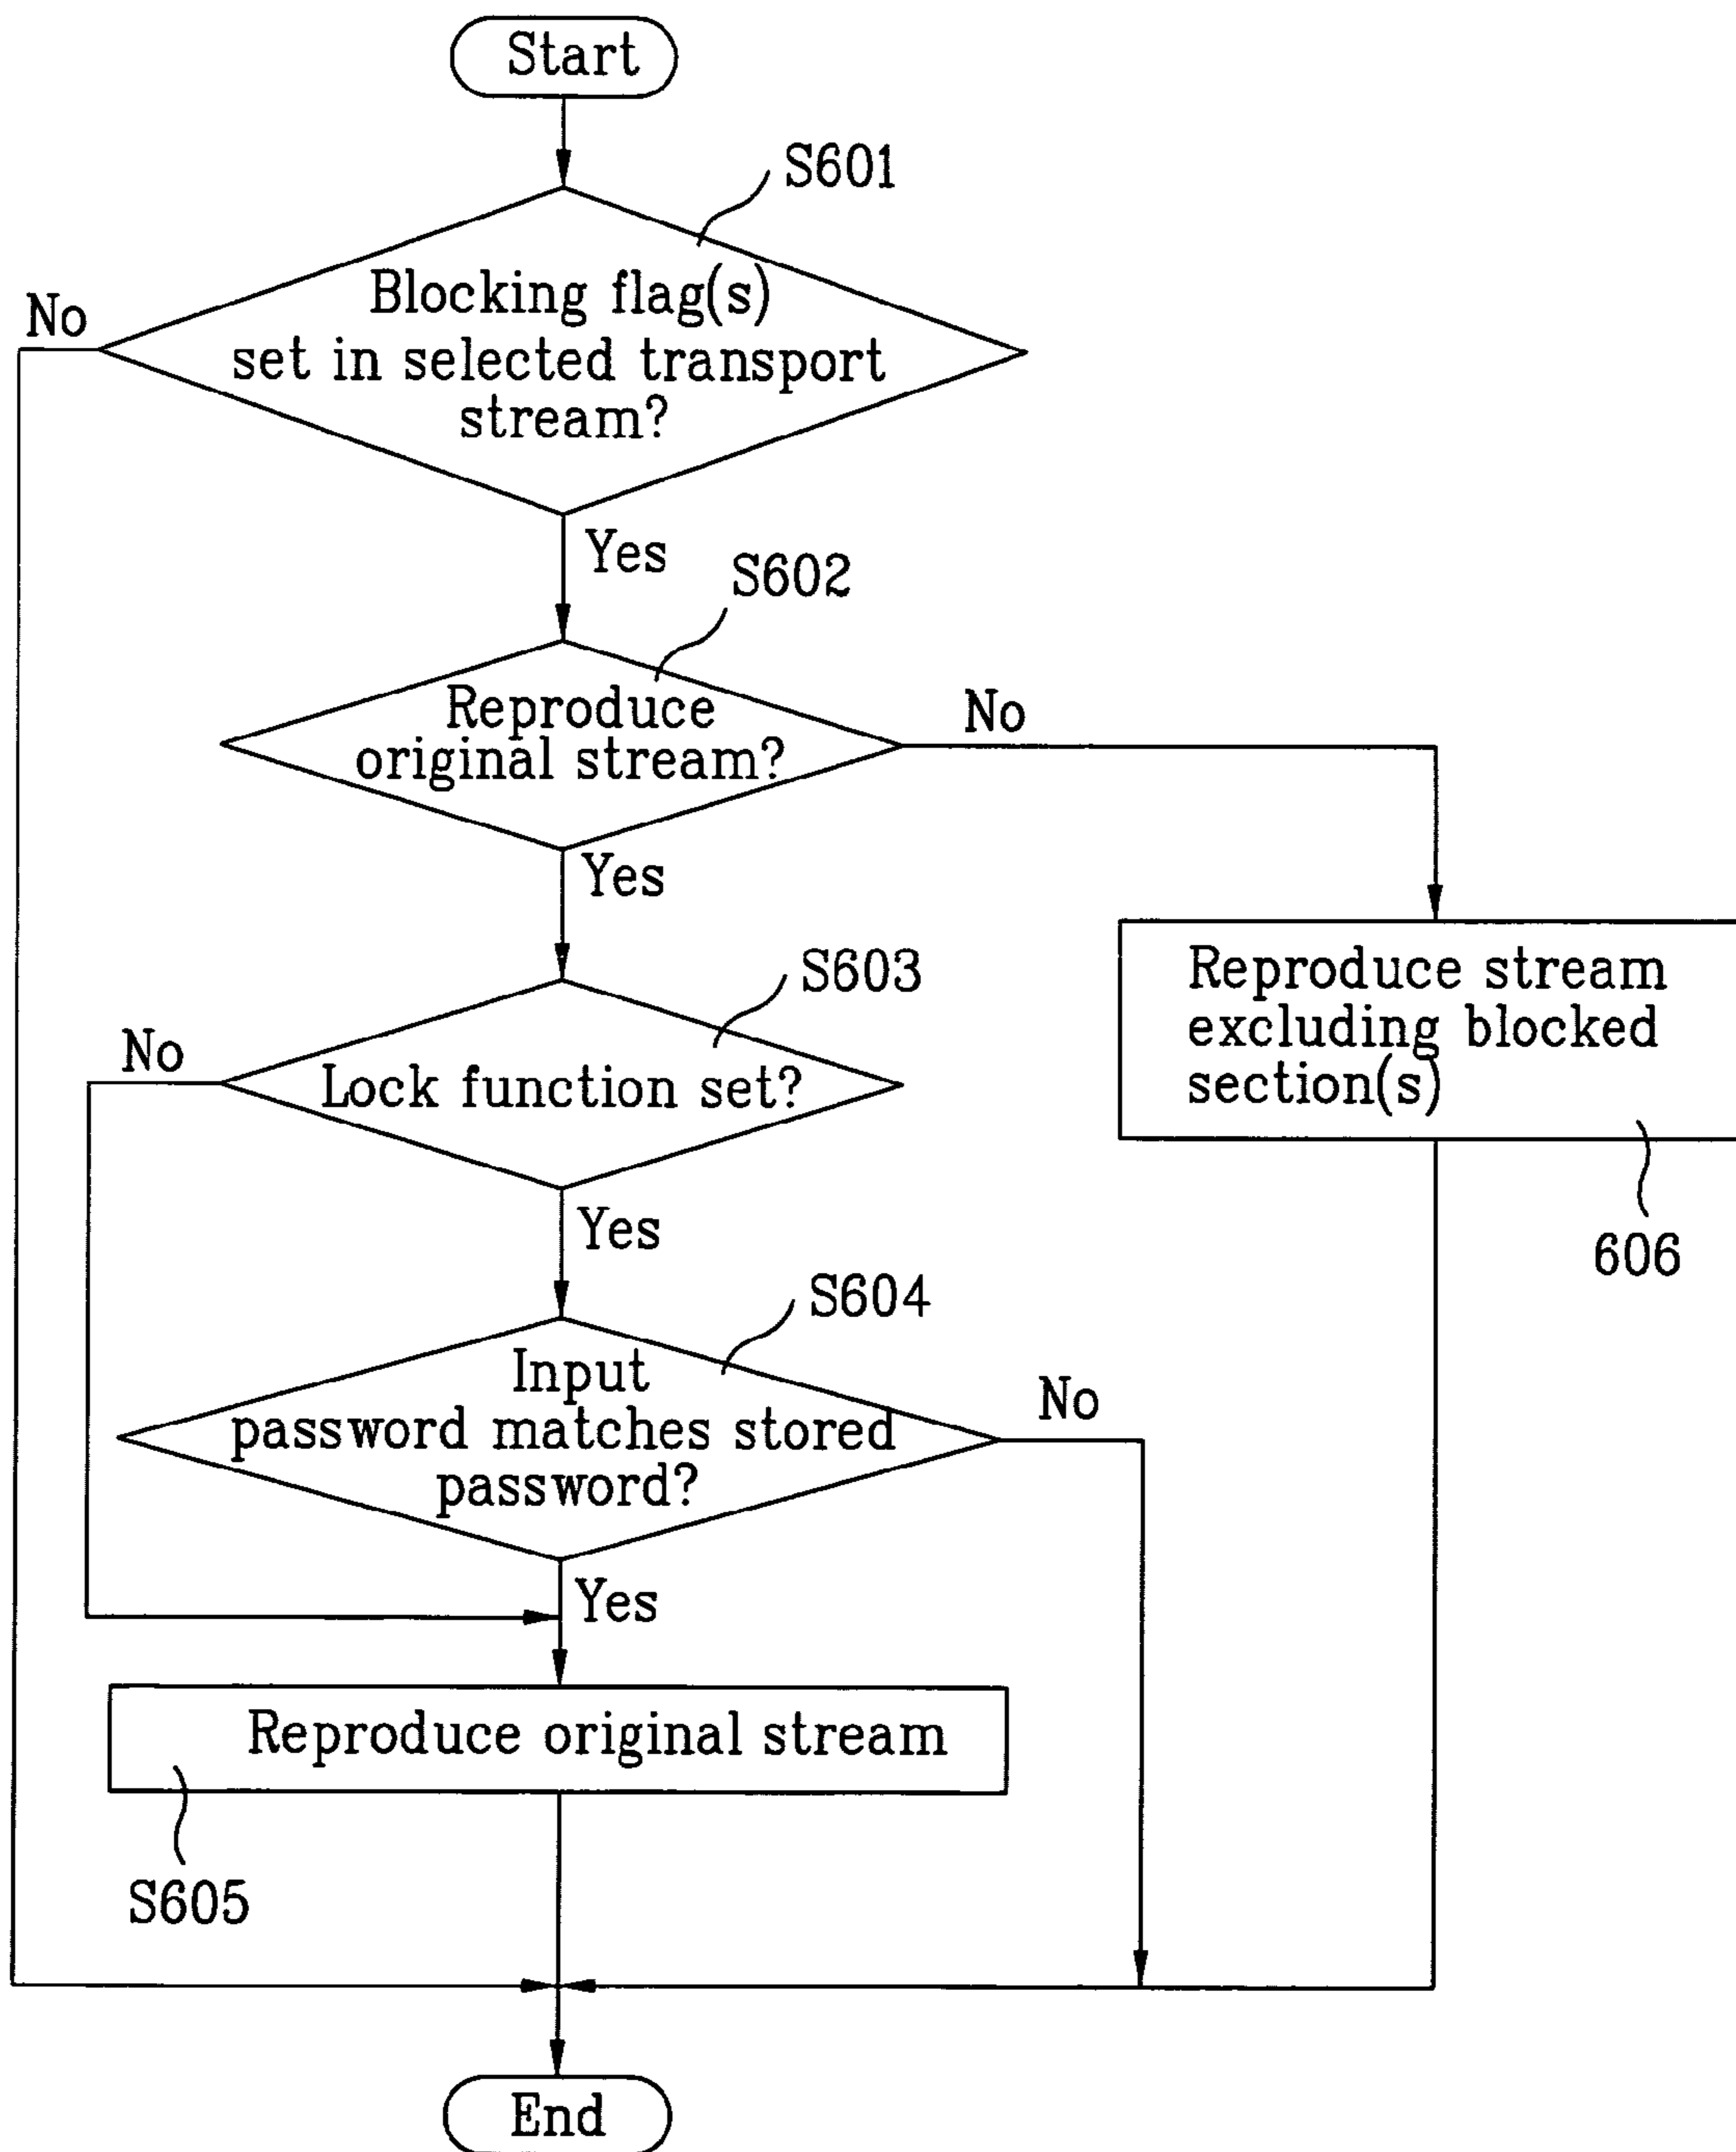 Start
S601
Blocking flag(s)
set in selected transport
stream?
No
Yes
S602
Reproduce
original stream?
No
Yes
S603
Lock function set?
No
Reproduce stream
excluding blocked
section(s)
606
Yes
S604
Input
password matches stored
password?
No
Yes
Reproduce original stream
S605
End